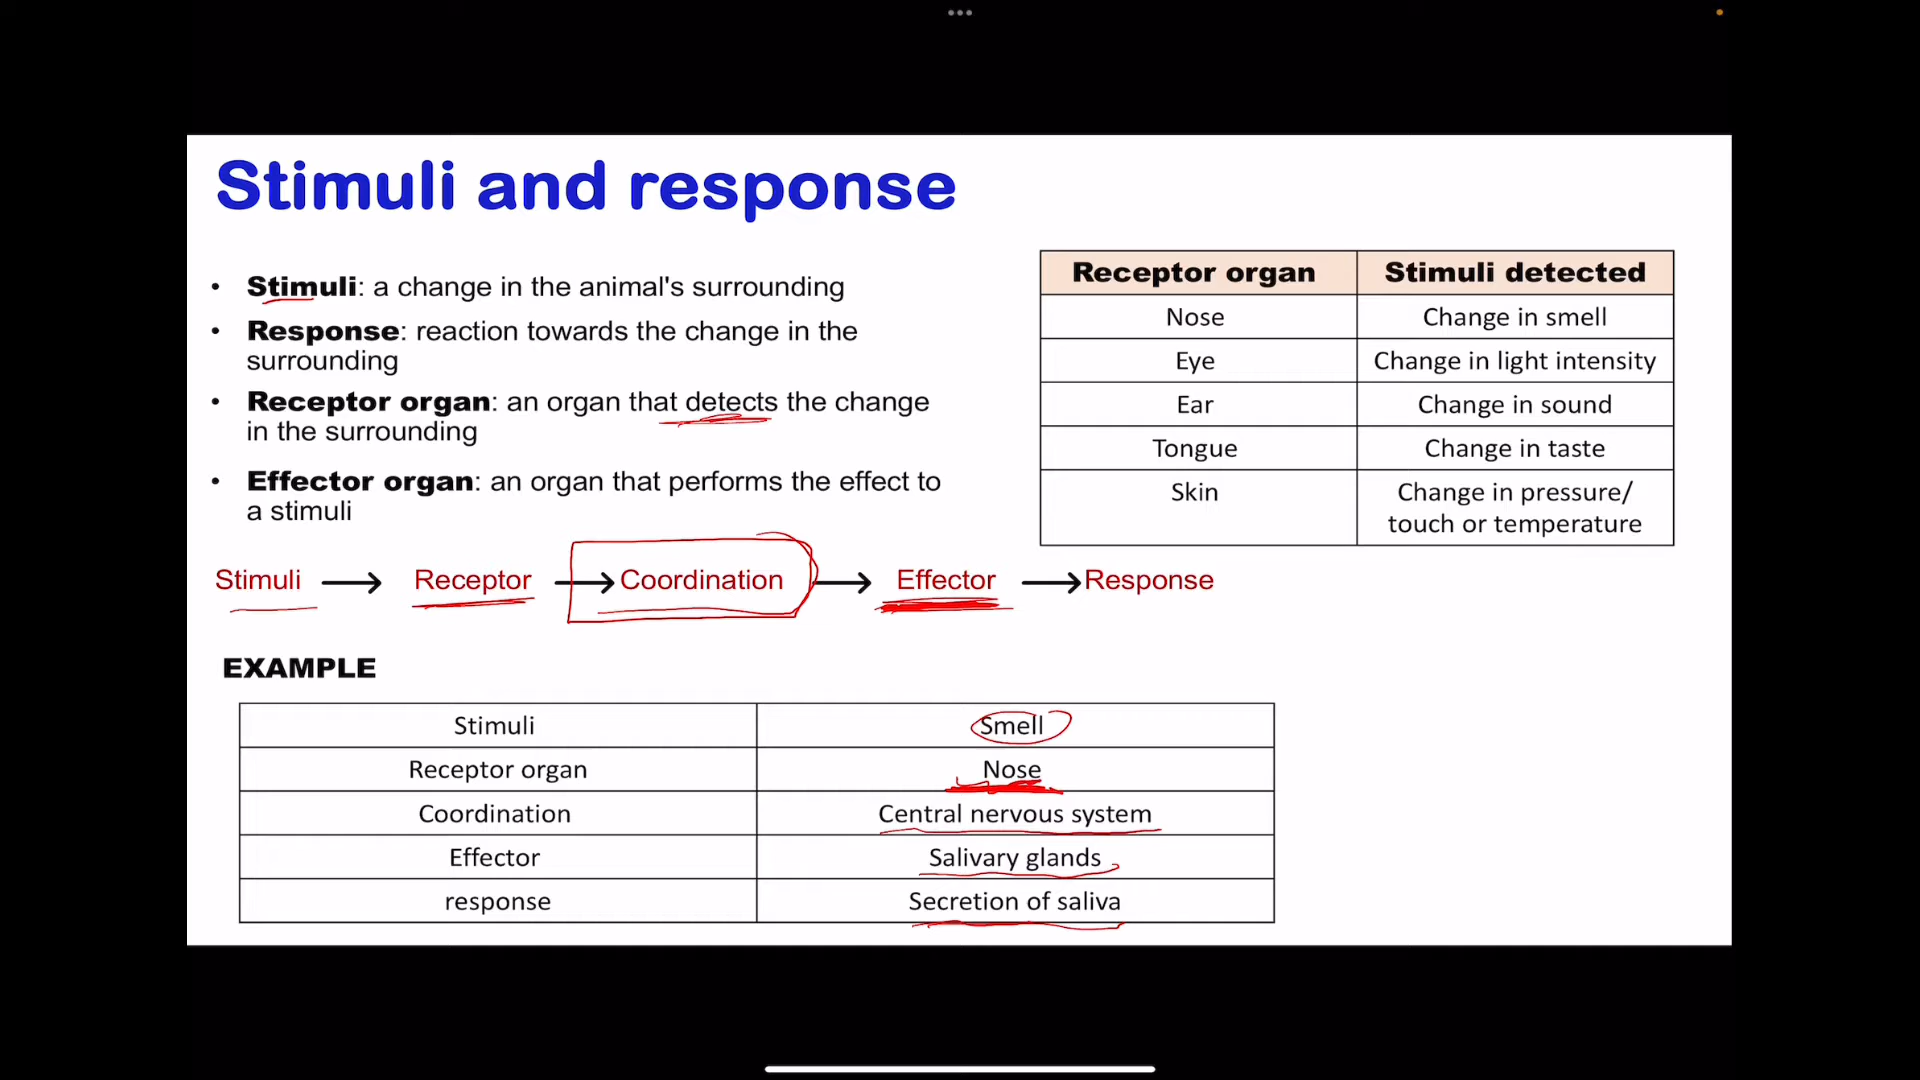 Stimuli and response
• Stimuli: a change in the animal's surrounding
• Response: reaction towards the change in the
surrounding
• Receptor organ: an organ that detects the change
in the surrounding
• Effector organ: an organ that performs the effect to
a stimuli
Receptor organ Stimuli detected
Nose Change in smell
Eye Change in light intensity
Ear Change in sound
Tongue Change in taste
Skin Change in pressure/
touch or temperature
Stimuli → Receptor → Coordination → Effector → Response
EXAMPLE
Stimuli Smell
Receptor organ Nose
Coordination Central nervous system
Effector Salivary glands
response Secretion of saliva